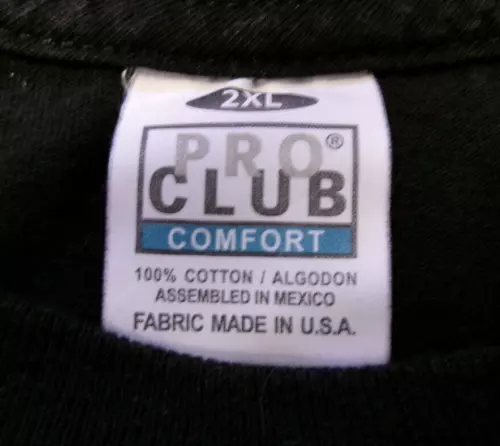 2XL
PRO®
CLUB
COMFORT
100% COTTON / ALGODON
ASSEMBLED IN MEXICO
FABRIC MADE IN U.S.A.